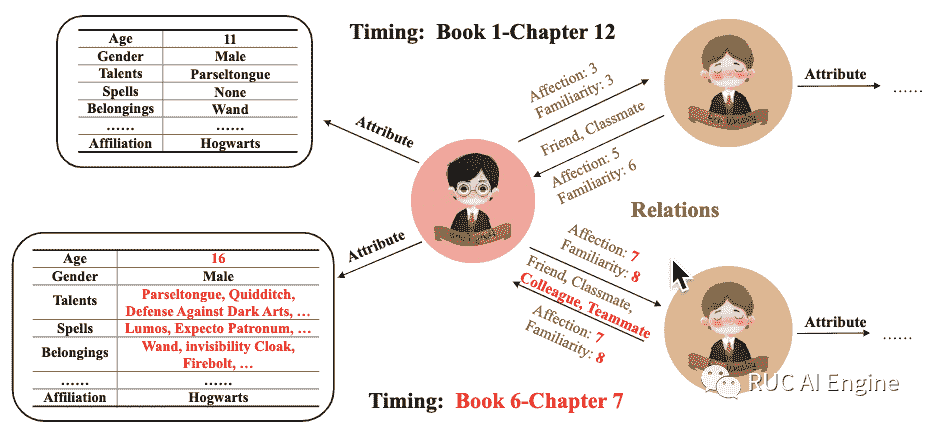 Timing: Book 1-Chapter 12
Age 11
Gender Male
Talents Parseltongue
Spells None
Belongings Wand
...... ......
Affiliation Hogwarts
Attribute
Affection: 3
Familiarity: 3
Friend, Classmate
Affection: 5
Familiarity: 6
Attribute
......
Relations
Attribute
Age 16
Gender Male
Talents Parseltongue, Quidditch,
Defense Against Dark Arts, ...
Spells Lumos, Expecto Patronum, ...
Belongings Wand, invisibility Cloak,
Firebolt, ...
...... ......
Affiliation Hogwarts
Affection: 7
Familiarity: 8
Friend, Classmate,
Colleague, Teammate
Affection: 7
Familiarity: 8
Attribute
......
Timing: Book 6-Chapter 7
RUC AI Engine